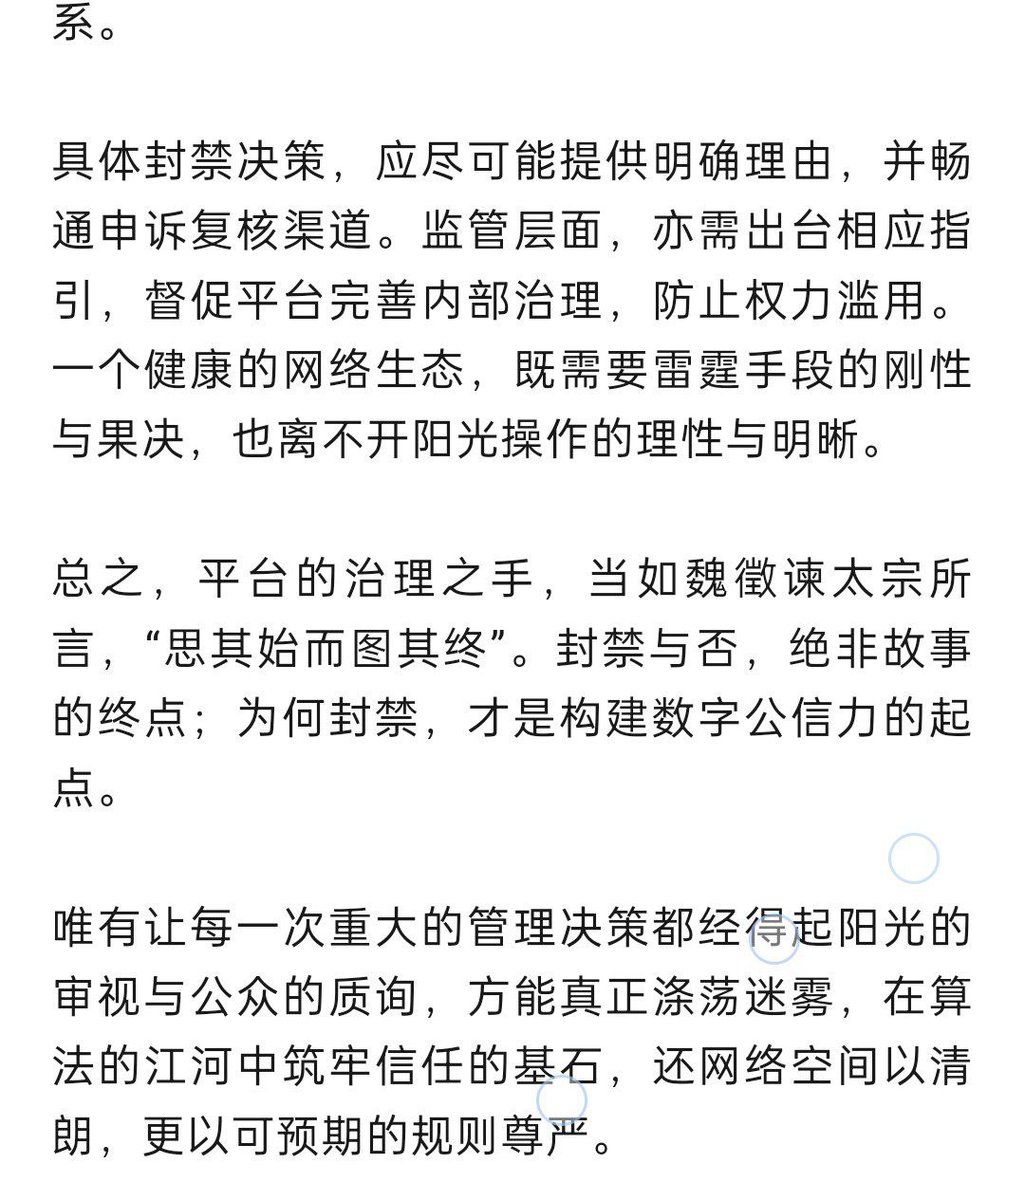 系。
具体封禁决策，应尽可能提供明确理由，并畅
通申诉复核渠道。监管层面，亦需出台相应指
引，督促平台完善内部治理，防止权力滥用。
一个健康的网络生态，既需要雷霆手段的刚性
与果决，也离不开阳光操作的理性与明晰。
总之，平台的治理之手，当如魏徵谏太宗所
言，“思其始而图其终”。封禁与否，绝非故事
的终点；为何封禁，才是构建数字公信力的起
点。
唯有让每一次重大的管理决策都经得起阳光的
审视与公众的质询，方能真正涤荡迷雾，在算
法的江河中筑牢信任的基石，还网络空间以清
朗，更以可预期的规则尊严。